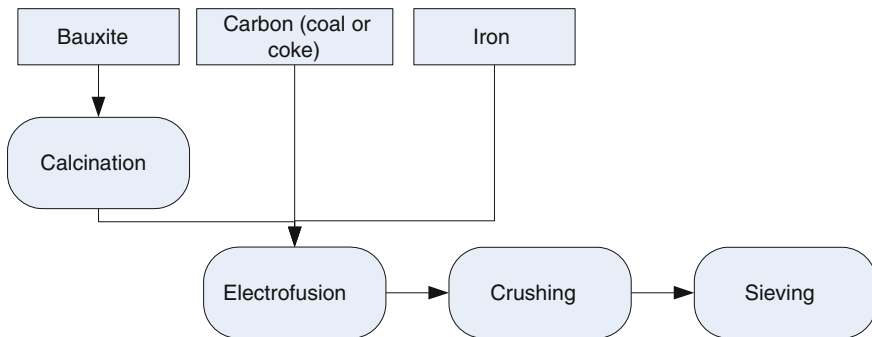 Bauxite
Carbon (coal or
coke)
Iron
Calcination
Electrofusion
Crushing
Sieving